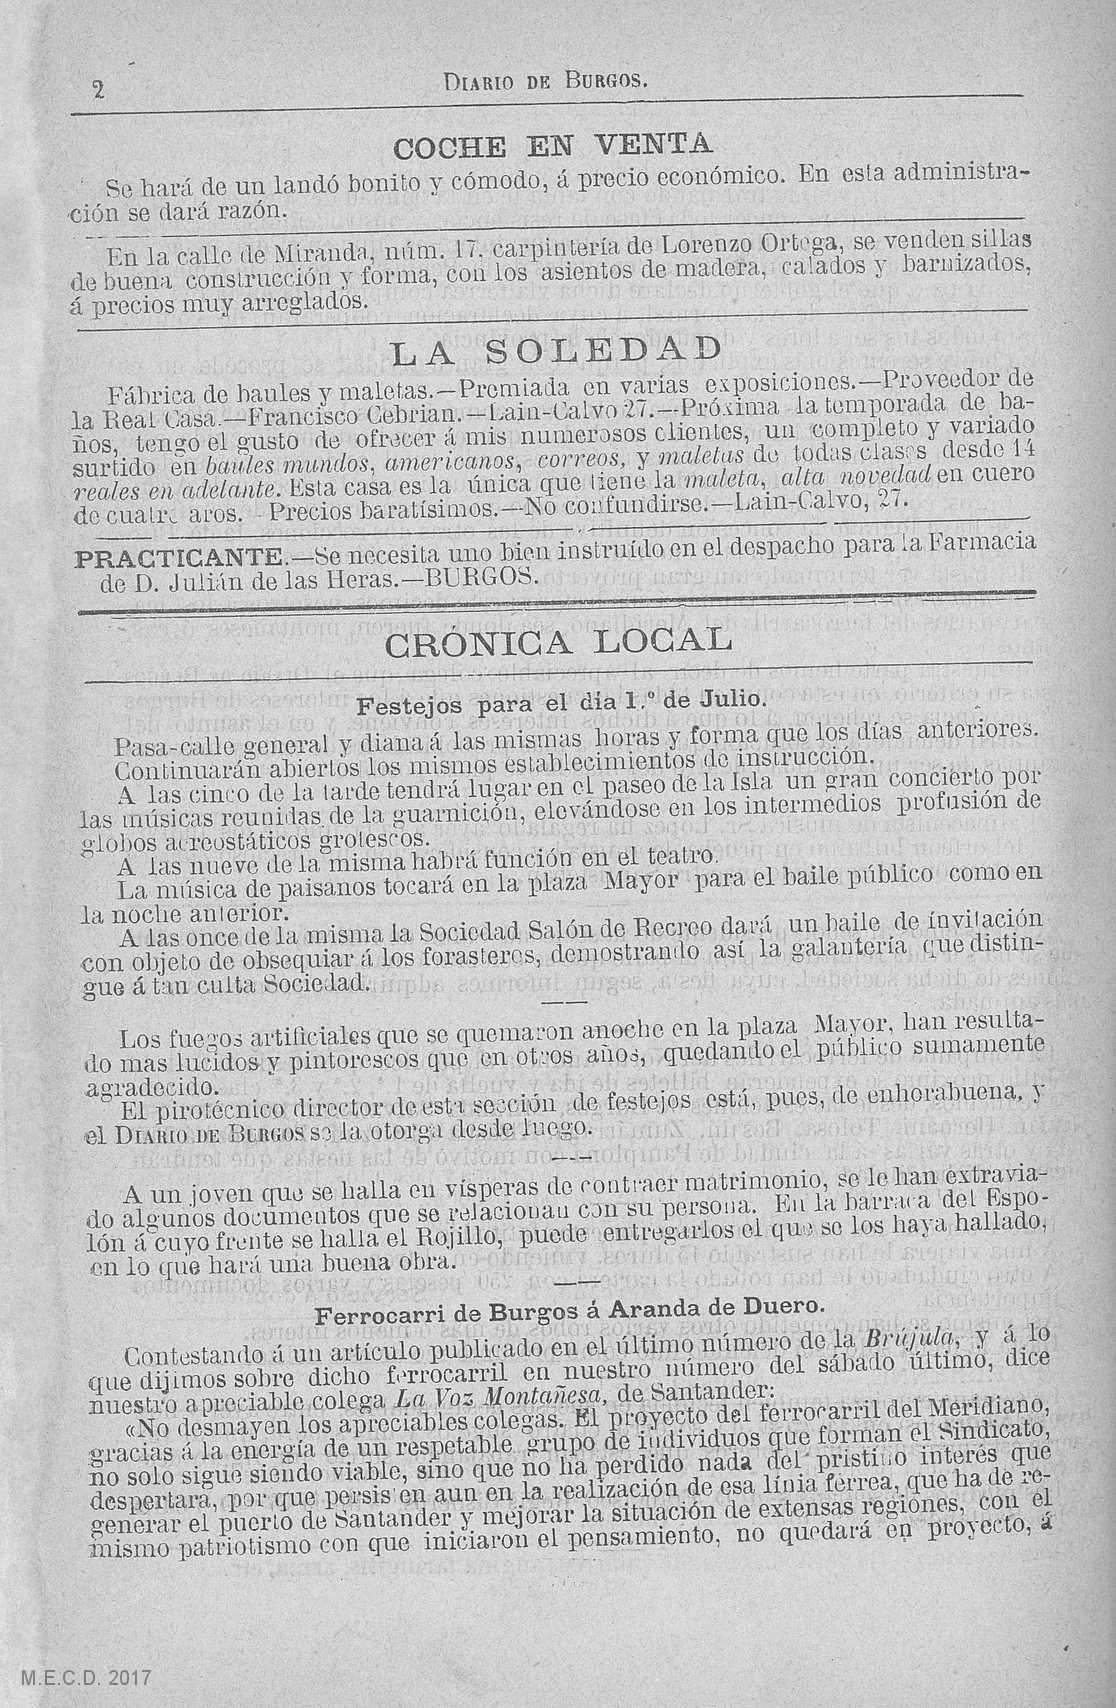 2
DIARIO DE BURGOS.
COCHE EN VENTA
Se hará de un landó bonito y cómodo, á precio económico. En esta administra-
ción se dará razón.
En la calle de Miranda, núm. 17, carpintería de Lorenzo Ortega, se venden sillas
de buena construcción y forma, con los asientos de madera, calados y barnizados,
á precios muy arreglados.
LA SOLEDAD
Fábrica de baules y maletas.—Premiada en varías exposiciones.—Proveedor de
la Real Casa.—Francisco Cebrian.—Lain-Calvo 27.—Próxima la temporada de ba-
ños, tengo el gusto de ofrecer á mis numerosos clientes, un completo y variado
surtido en baules mundos, americanos, correos, y maletas de todas clases desde 14
reales en adelante. Esta casa es la única que tiene la maleta, alta novedad en cuero
de cuatro aros. - Precios baratísimos.—No confundirse.—Lain-Calvo, 27.
PRACTICANTE.—Se necesita uno bien instruído en el despacho para la Farmacia
de D. Julián de las Heras.—BURGOS.
CRÓNICA LOCAL
Festejos para el día 1.º de Julio.
Pasa-calle general y diana á las mismas horas y forma que los días anteriores.
Continuarán abiertos los mismos establecimientos de instrucción.
A las cinco de la tarde tendrá lugar en el paseo de la Isla un gran concierto por
las músicas reunidas de la guarnición, elevándose en los intermedios profusión de
globos aereostáticos grotescos.
A las nueve de la misma habrá función en el teatro.
La música de paisanos tocará en la plaza Mayor para el baile público como en
la noche anterior.
A las once de la misma la Sociedad Salón de Recreo dará un baile de invitación
con objeto de obsequiar á los forasteros, demostrando así la galantería que distin-
gue á tan culta Sociedad.
Los fuegos artificiales que se quemaron anoche en la plaza Mayor, han resulta-
do mas lucidos y pintorescos que en otros años, quedando el público sumamente
agradecido.
El pirotécnico director de esta sección de festejos está, pues, de enhorabuena, y
el DIARIO DE BURGOS se la otorga desde luego.
A un joven que se halla en vísperas de contraer matrimonio, se le han extravia-
do algunos documentos que se relacionan con su persona. En la barraca del Espo-
lón á cuyo frente se halla el Rojillo, puede entregarlos el que se los haya hallado,
en lo que hará una buena obra.
Ferrocarri de Burgos á Aranda de Duero.
Contestando á un artículo publicado en el último número de la Brújula, y á lo
que dijimos sobre dicho ferrocarril en nuestro número del sábado último, dice
nuestro apreciable colega La Voz Montañesa, de Santander:
«No desmayen los apreciables colegas. El proyecto del ferrocarril del Meridiano,
gracias á la energía de un respetable grupo de individuos que forman el Sindicato,
no solo sigue siendo viable, sino que no ha perdido nada del pristino interés que
despertara, por que persisten aun en la realización de esa línia férrea, que ha de re-
generar el puerto de Santander y mejorar la situación de extensas regiones, con el
mismo patriotismo con que iniciaron el pensamiento, no quedará en proyecto, á
M.E.C.D. 2017